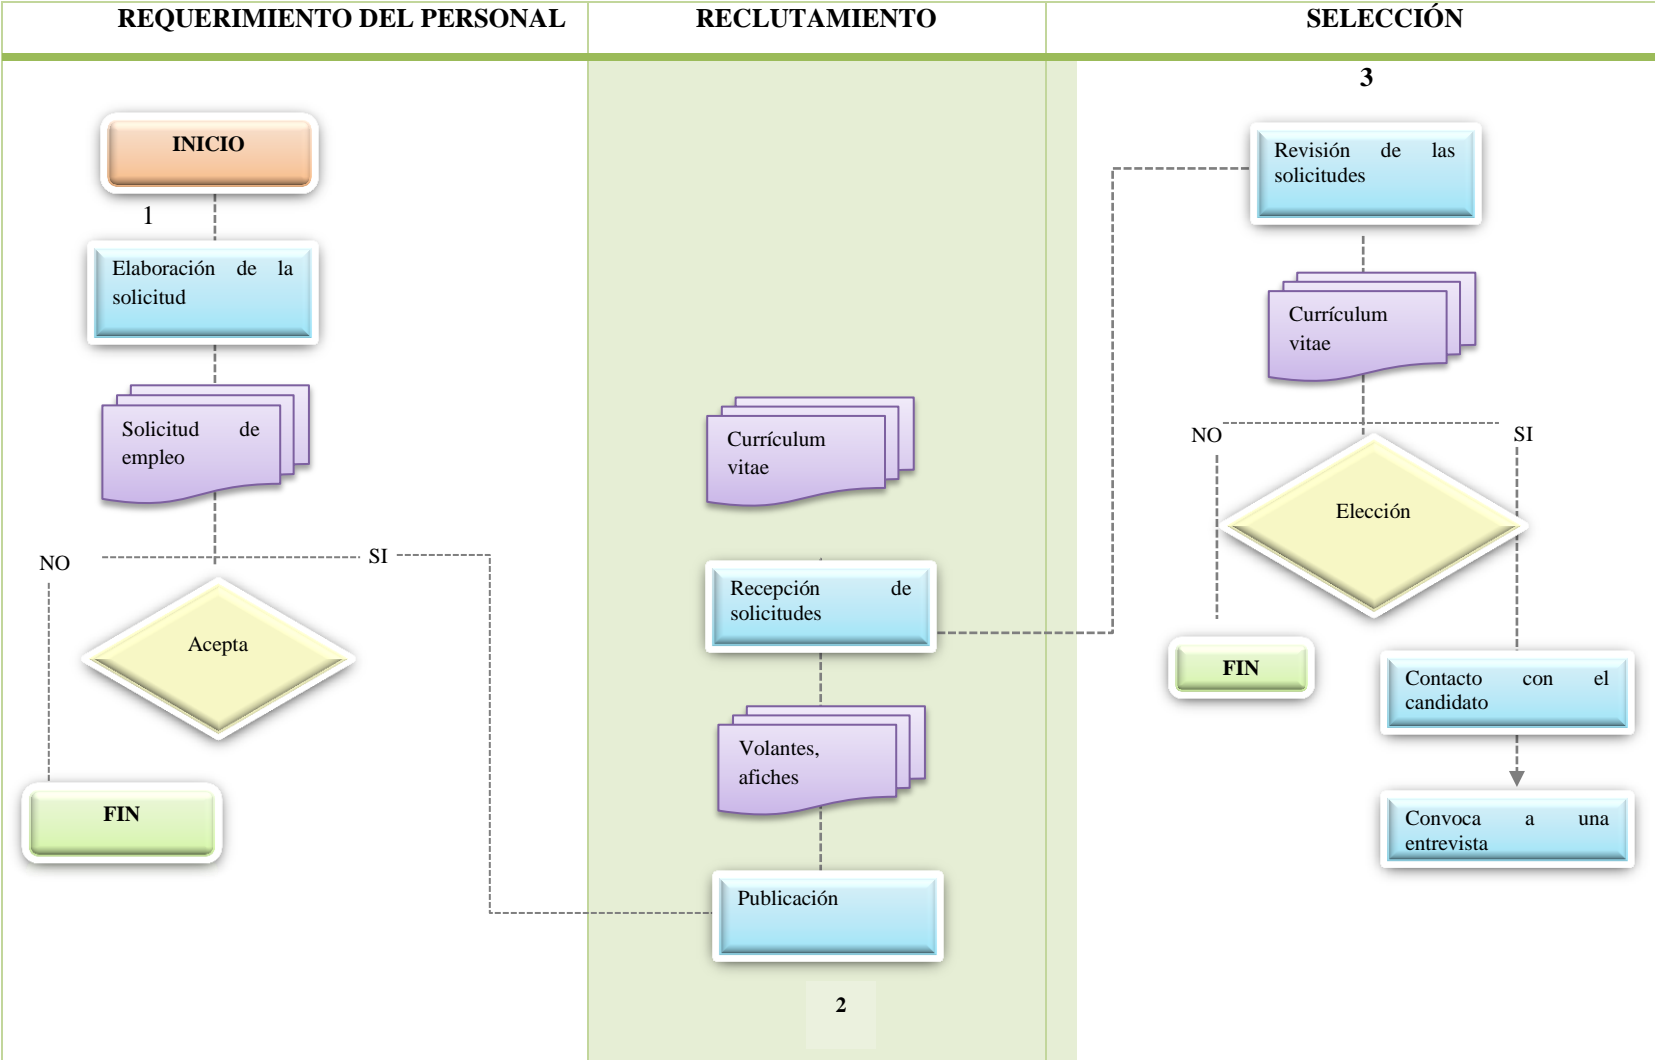 REQUERIMIENTO DEL PERSONAL
RECLUTAMIENTO
SELECCIÓN
INICIO
1
Elaboración de la
solicitud
Solicitud de
empleo
NO
SI
Acepta
FIN
Currículum
vitae
Recepción de
solicitudes
Volantes,
afiches
Publicación
2
3
Revisión de las
solicitudes
Currículum
vitae
NO
SI
Elección
FIN
Contacto con el
candidato
Convoca a una
entrevista